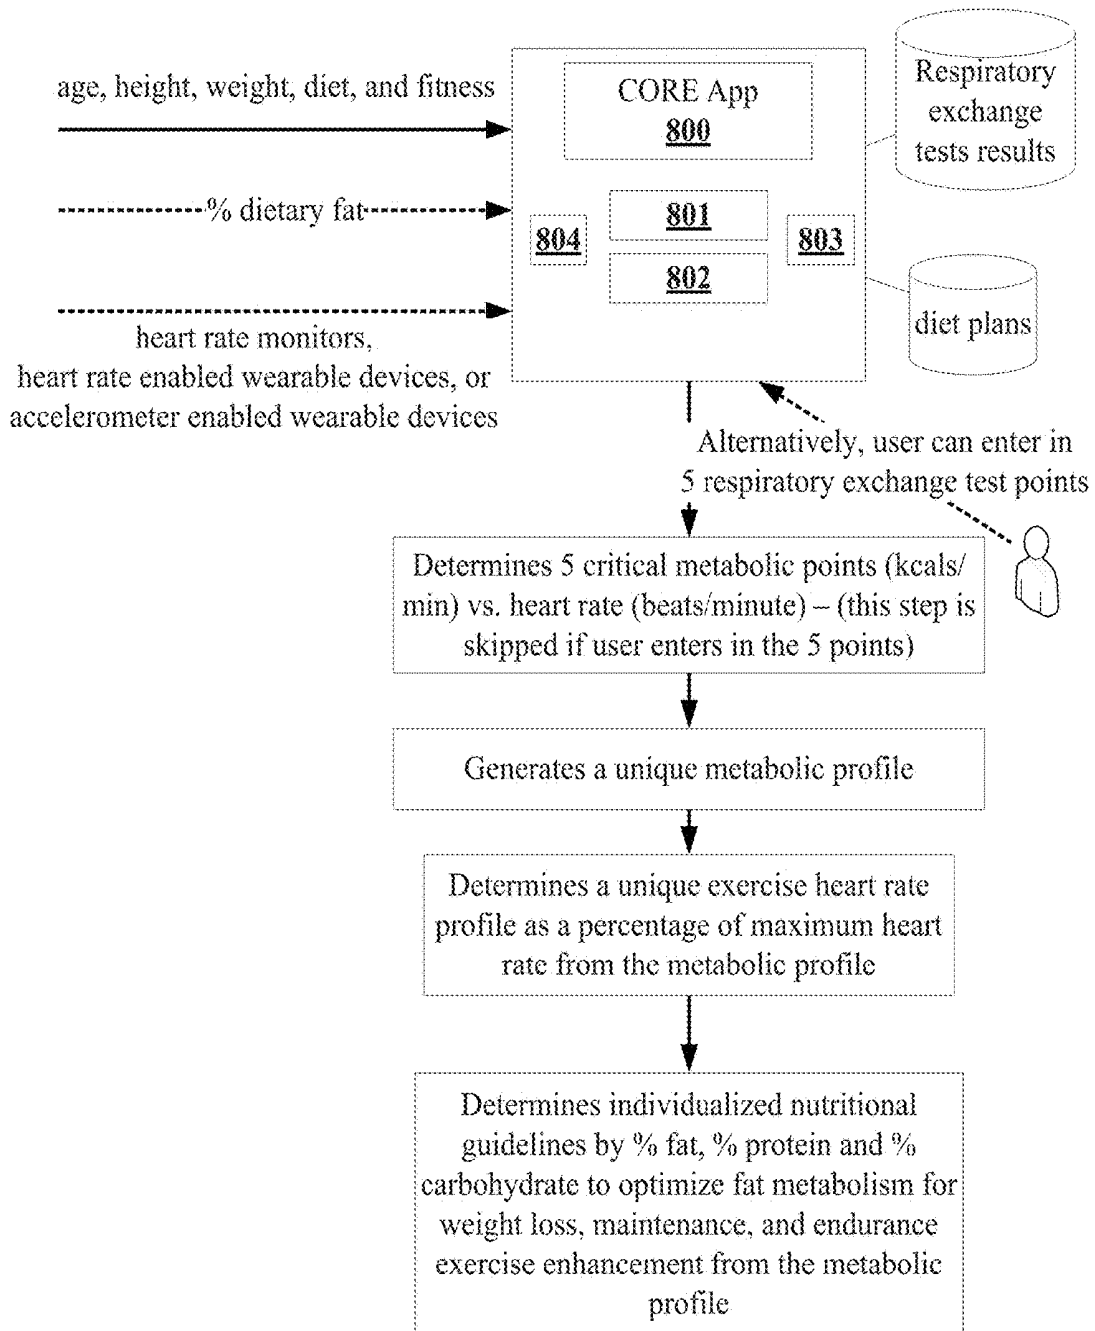 age, height, weight, diet, and fitness
% dietary fat
heart rate monitors,
heart rate enabled wearable devices, or
accelerometer enabled wearable devices
CORE App
800
801
802
804
803
Respiratory
exchange
tests results
diet plans
Alternatively, user can enter in
5 respiratory exchange test points
Determines 5 critical metabolic points (kcals/
min) vs. heart rate (beats/minute) – (this step is
skipped if user enters in the 5 points)
Generates a unique metabolic profile
Determines a unique exercise heart rate
profile as a percentage of maximum heart
rate from the metabolic profile
Determines individualized nutritional
guidelines by % fat, % protein and %
carbohydrate to optimize fat metabolism for
weight loss, maintenance, and endurance
exercise enhancement from the metabolic
profile